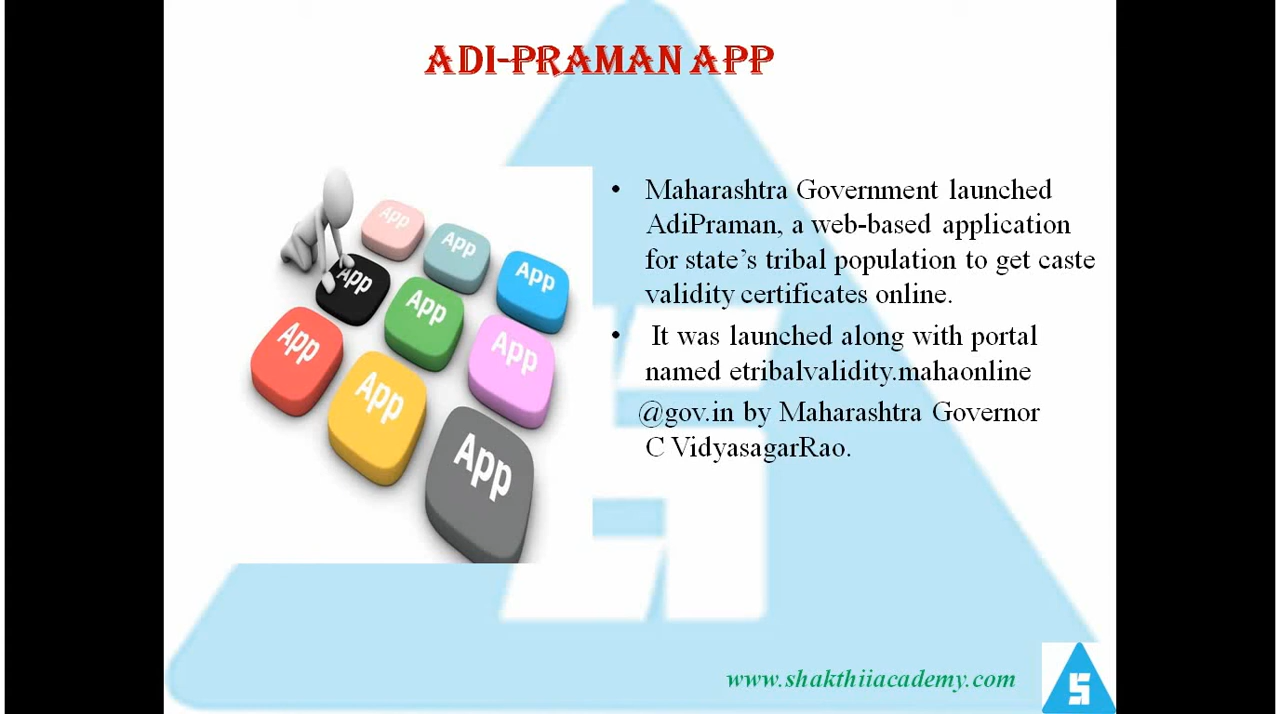 ADI-PRAMAN APP
App
App
App
App
App
App
App
App
App
• Maharashtra Government launched
AdiPraman, a web-based application
for state's tribal population to get caste
validity certificates online.
• It was launched along with portal
named etribalvalidity.mahaonline
@gov.in by Maharashtra Governor
C VidyasagarRao.
www.shakthiiacademy.com
S